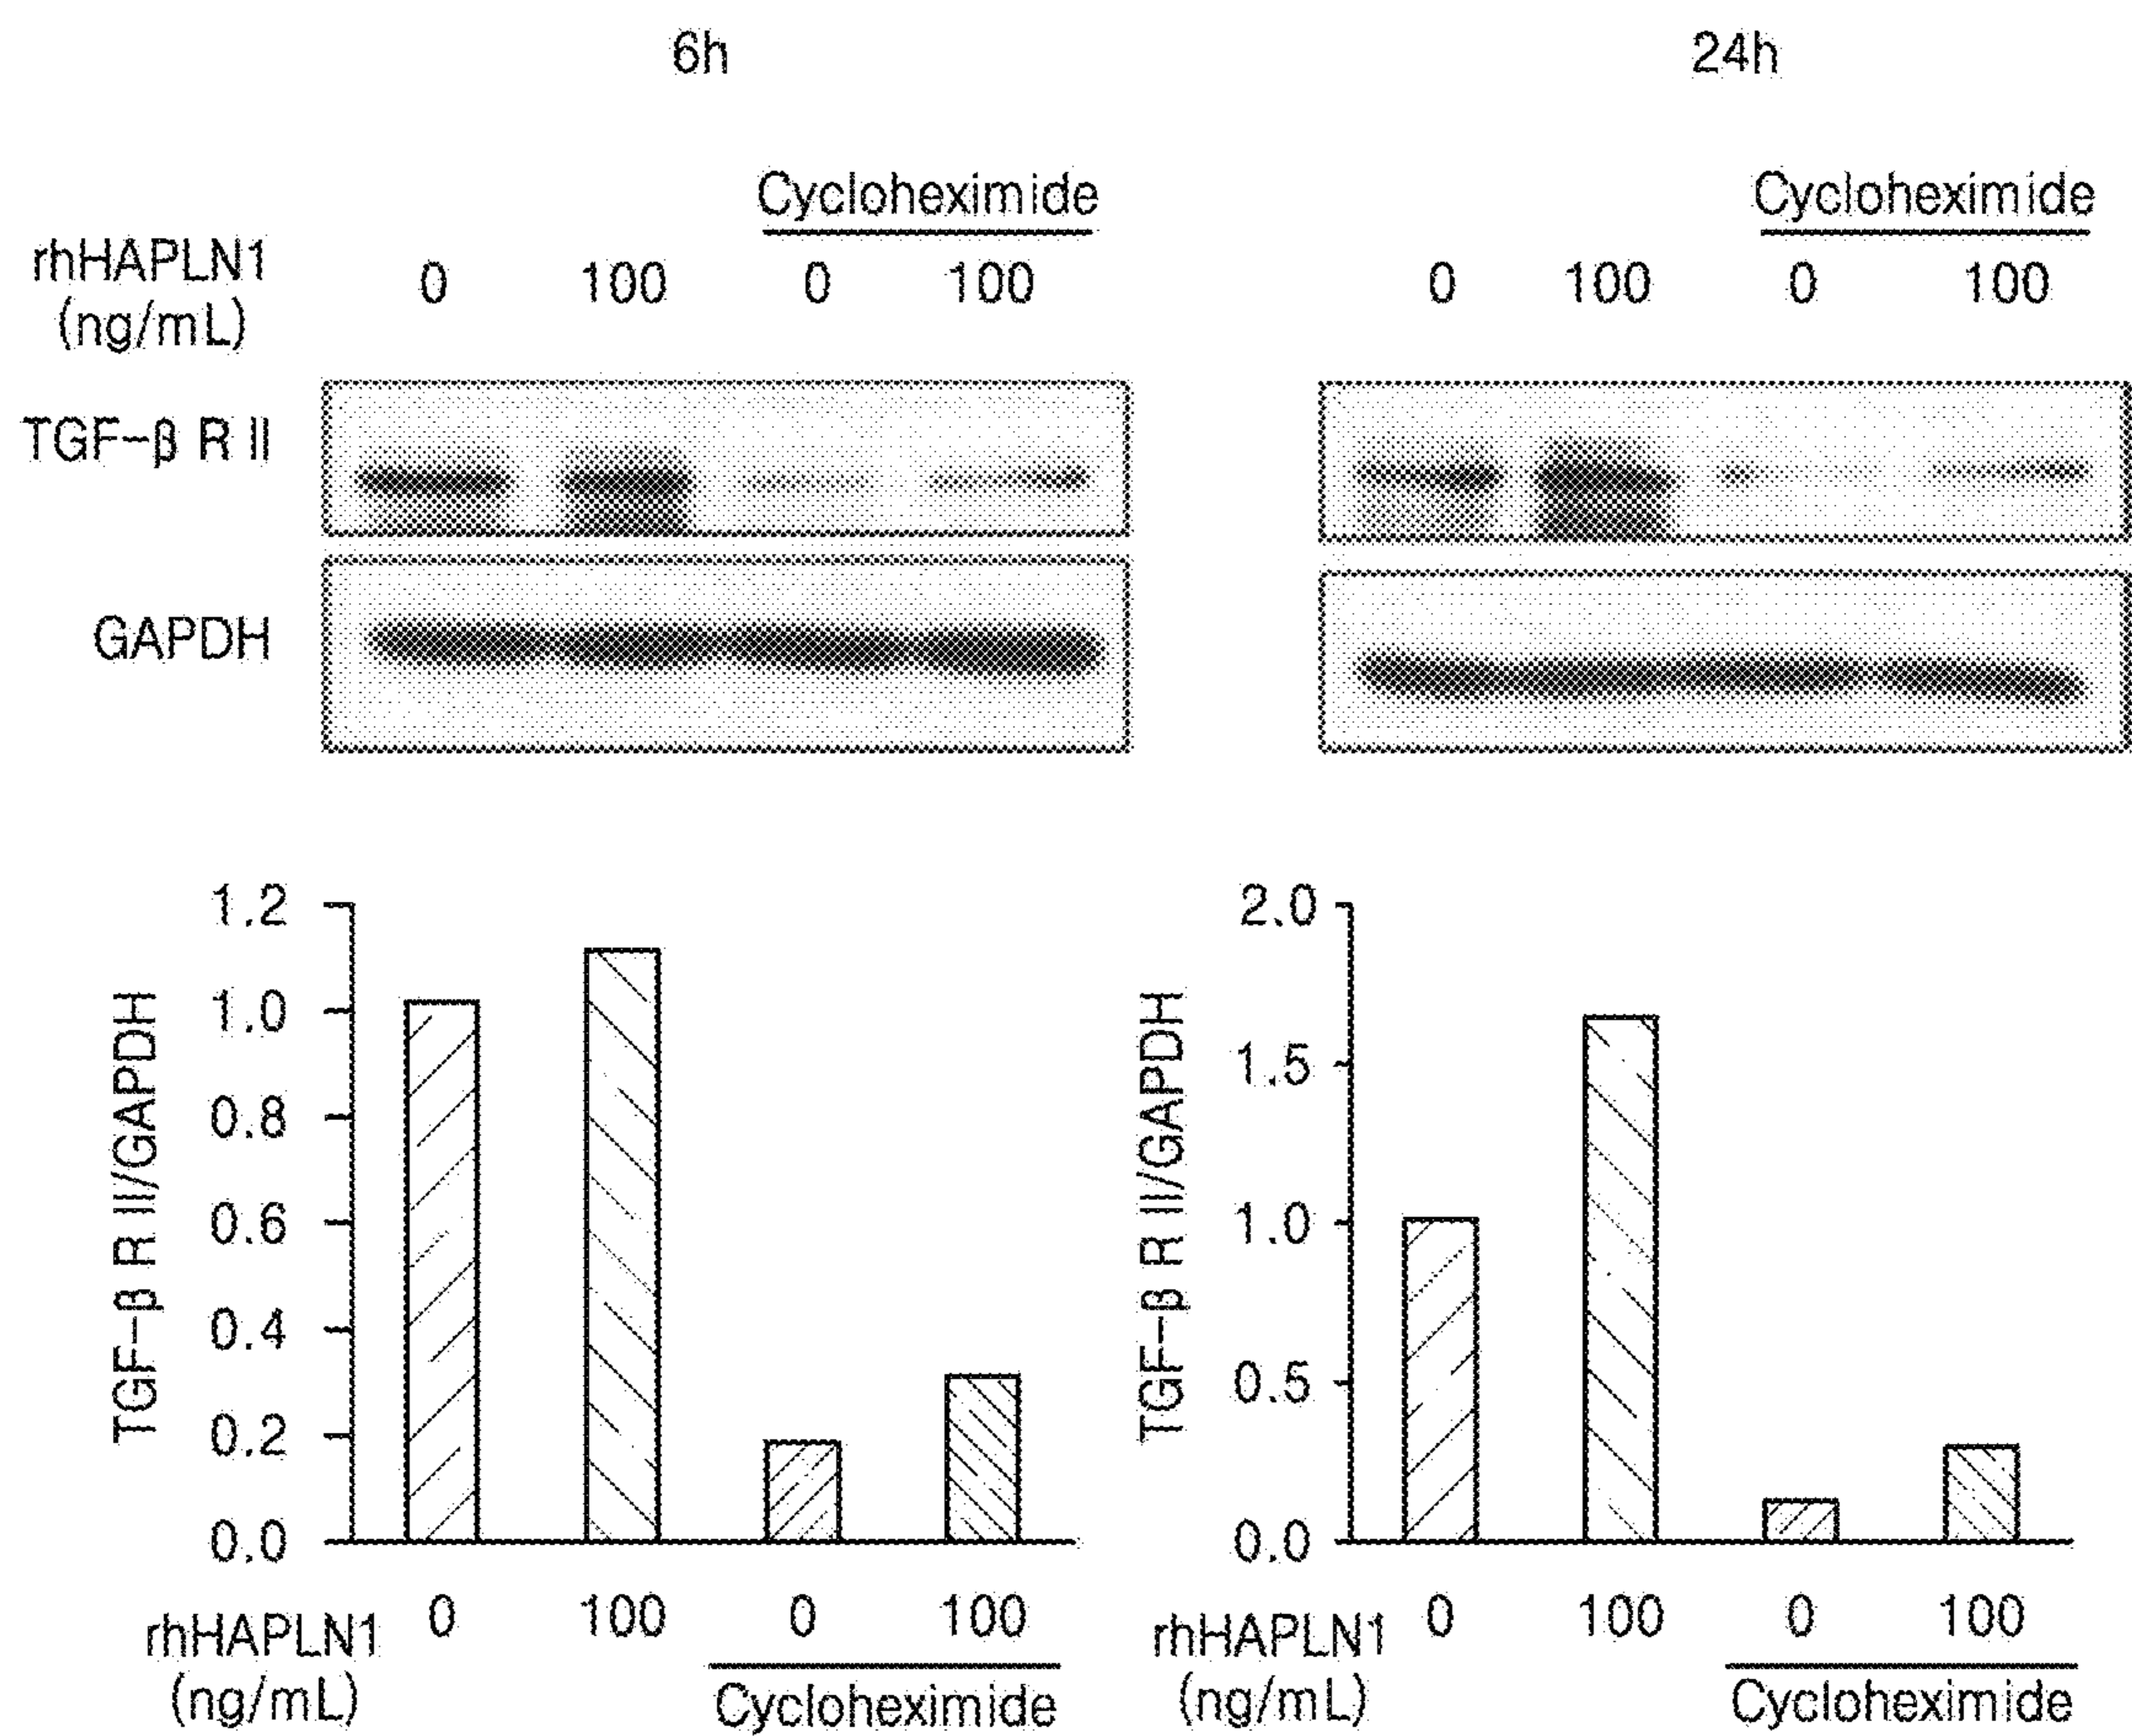 6h
24h
Cycloheximide
Cycloheximide
rhHAPLN1
(ng/mL)
0 100 0 100
0 100 0 100
TGF-β R II
GAPDH
TGF-β R II/GAPDH
1.2
1.0
0.8
0.6
0.4
0.2
0.0
rhHAPLN1
(ng/mL)
0 100 0 100
Cycloheximide
TGF-β R II/GAPDH
2.0
1.5
1.0
0.5
0.0
rhHAPLN1
(ng/mL)
0 100 0 100
Cycloheximide